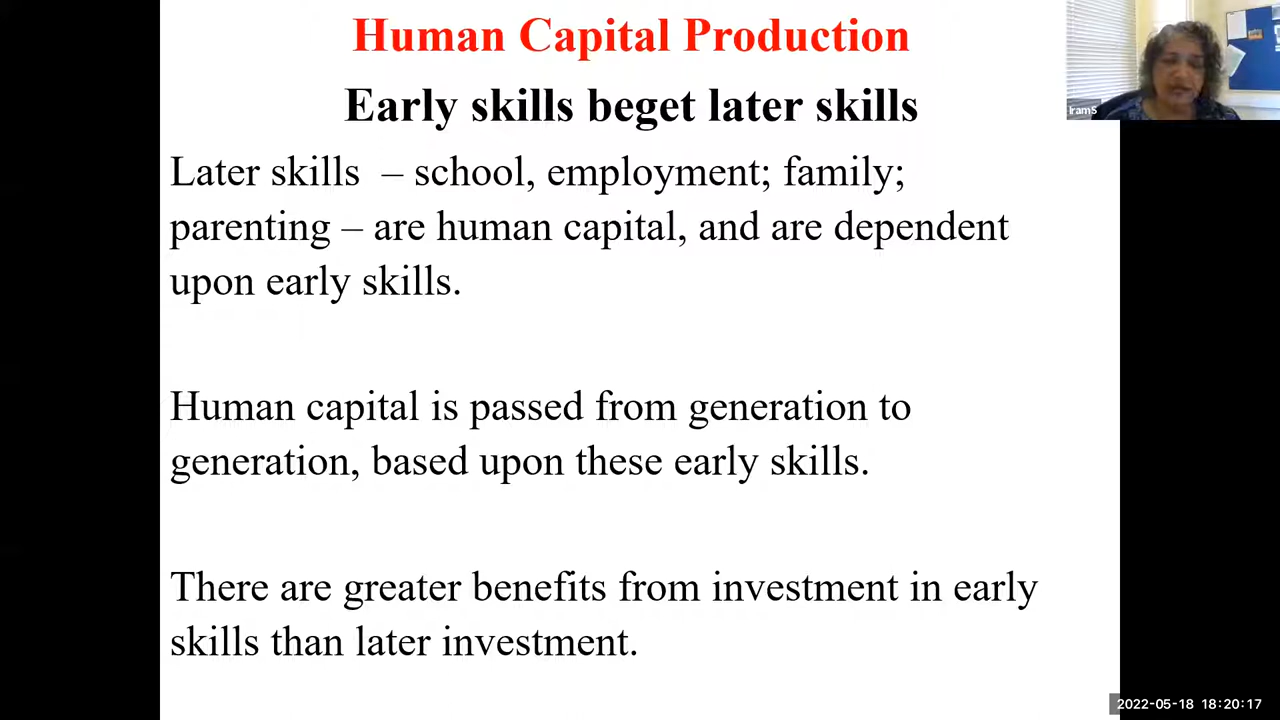 Human Capital Production
Early skills beget later skills
Later skills – school, employment; family;
parenting – are human capital, and are dependent
upon early skills.
Human capital is passed from generation to
generation, based upon these early skills.
There are greater benefits from investment in early
skills than later investment.
Iram S
2022-05-18 18:20:17